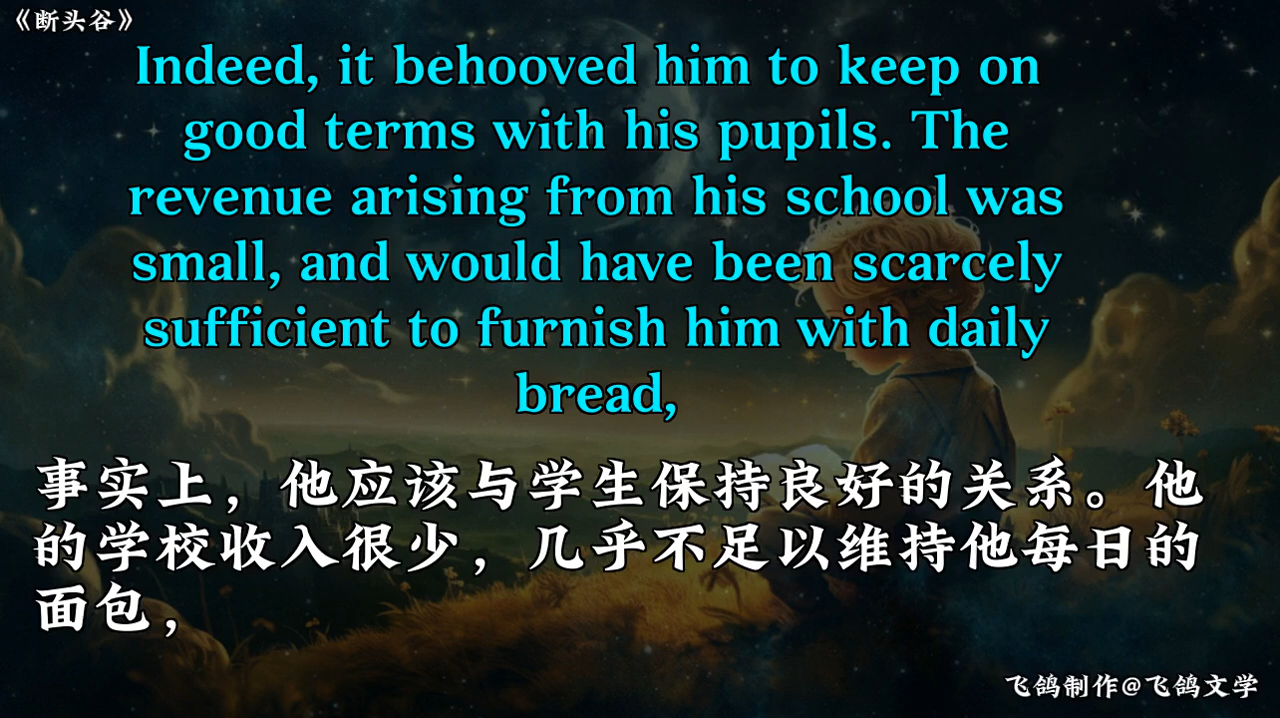 《断头谷》
Indeed, it behooved him to keep on
good terms with his pupils. The
revenue arising from his school was
small, and would have been scarcely
sufficient to furnish him with daily
bread,
事实上，他应该与学生保持良好的关系。他
的学校收入很少，几乎不足以维持他每日的
面包，
飞鸽制作@飞鸽文学